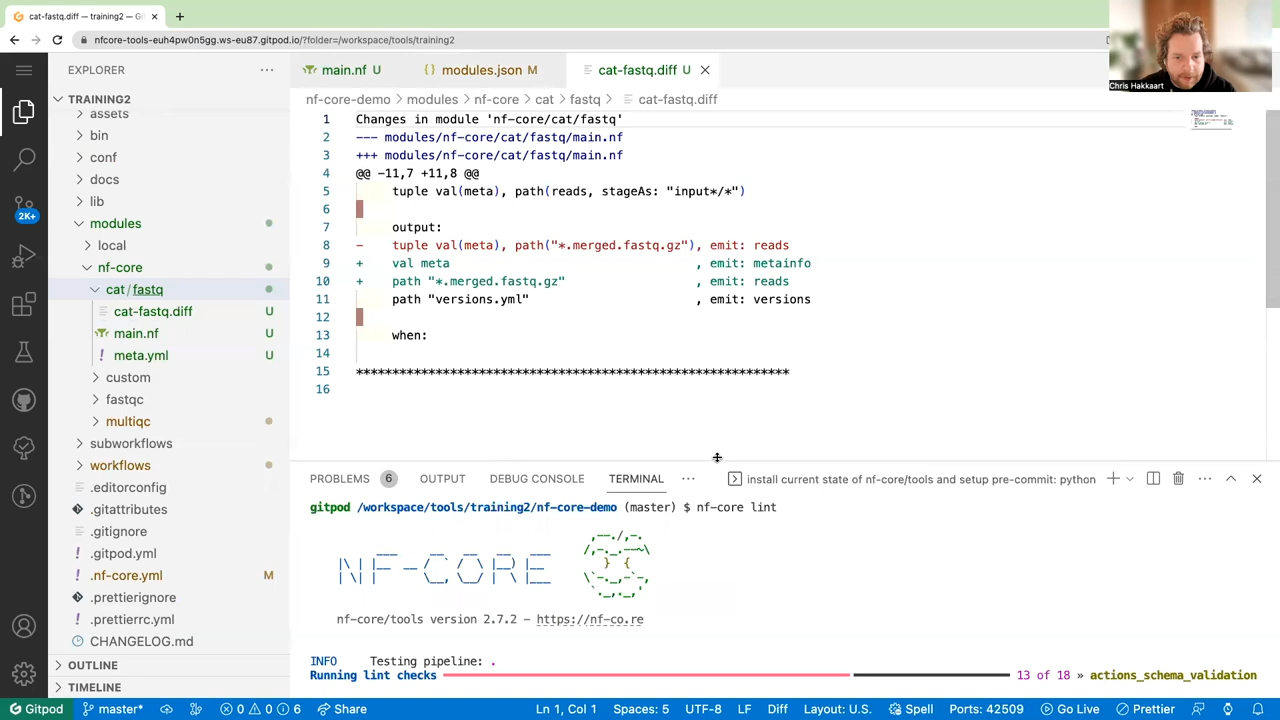 cat-fastq.diff — training2 — Gi
nfcore-tools-euh4pw0n5gg.ws-eu87.gitpod.io/?folder=/workspace/tools/training2
Chris Hakkaart
EXPLORER
TRAINING2
assets
bin
conf
docs
lib
modules
local
nf-core
cat/fastq
cat-fastq.diff U
main.nf U
meta.yml U
custom
fastqc
multiqc
subworkflows
workflows
.editorconfig
.gitattributes
.gitignore
.gitpod.yml
.nf-core.yml M
.prettierignore
.prettierrc.yml
CHANGELOG.md
OUTLINE
TIMELINE
2K+
main.nf U
modules.json M
cat-fastq.diff U
nf-core-demo > modules > nf-core > cat > fastq > cat-fastq.diff
1 Changes in module 'nf-core/cat/fastq'
2 --- modules/nf-core/cat/fastq/main.nf
3 +++ modules/nf-core/cat/fastq/main.nf
4 @@ -11,7 +11,8 @@
5 tuple val(meta), path(reads, stageAs: "input*/*")
6
7 output:
8 - tuple val(meta), path("*.merged.fastq.gz"), emit: reads
9 + val meta , emit: metainfo
10 + path "*.merged.fastq.gz" , emit: reads
11 path "versions.yml" , emit: versions
12
13 when:
14
15 ************************************************************
16
PROBLEMS 6 OUTPUT DEBUG CONSOLE TERMINAL ··· install current state of nf-core/tools and setup pre-commit: python
gitpod /workspace/tools/training2/nf-core-demo (master) $ nf-core lint
nf-core/tools version 2.7.2 - https://nf-co.re
INFO Testing pipeline: .
Running lint checks 13 of 18 » actions_schema_validation
Gitpod master* 0 0 6 Share Ln 1, Col 1 Spaces: 5 UTF-8 LF Diff Layout: U.S. Spell Ports: 42509 Go Live Prettier